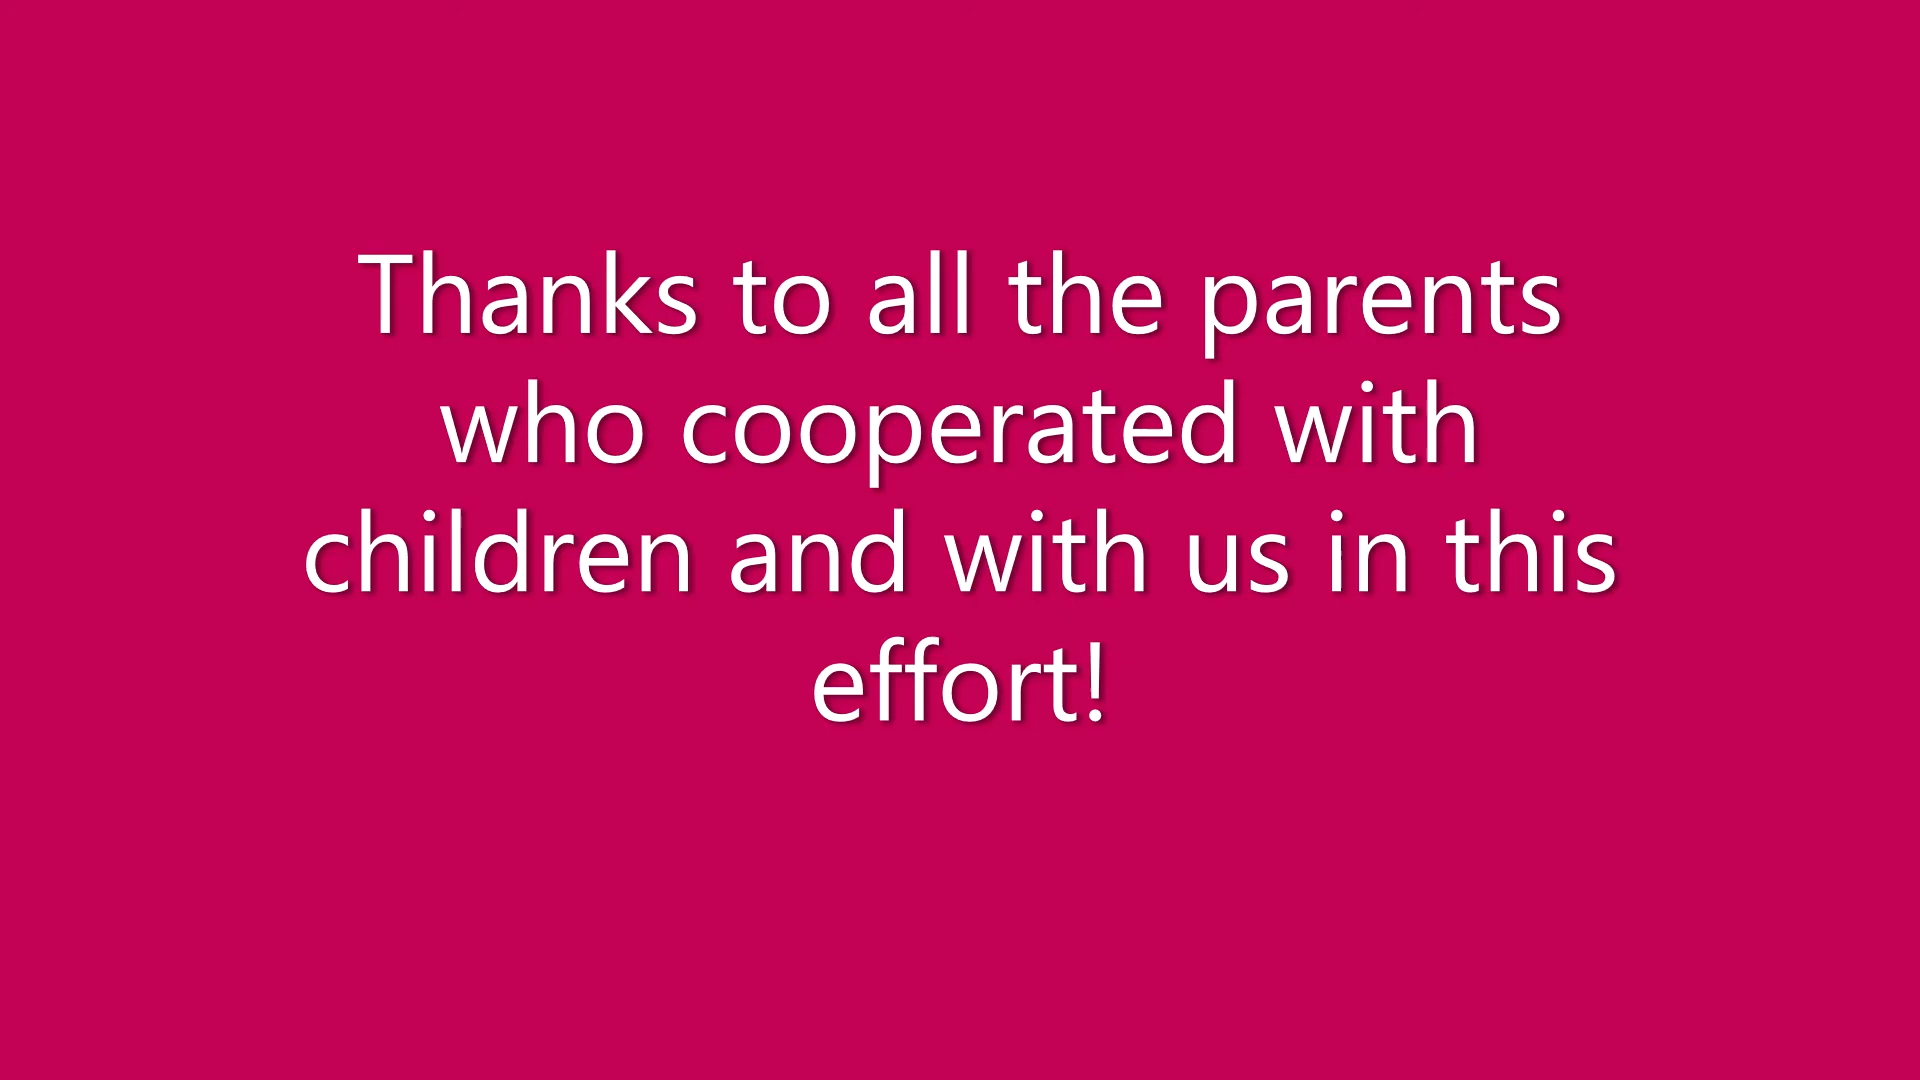 Thanks to all the parents
who cooperated with
children and with us in this
effort!